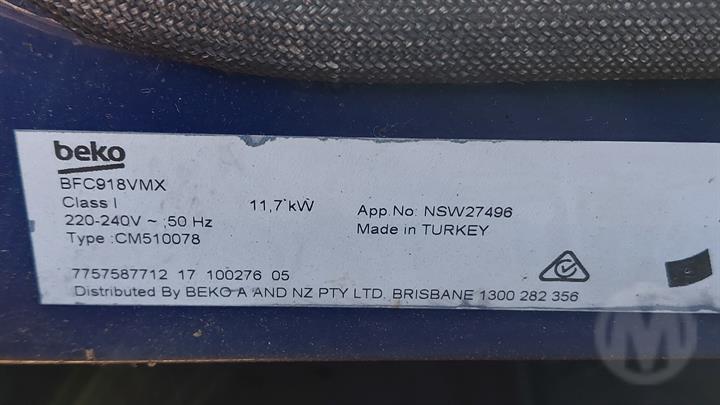 beko
BFC918VMX
Class I 11,7 kW App.No: NSW27496
220-240V ~ 50 Hz Made in TURKEY
Type :CM510078
7757587712 17 100276 05
Distributed By BEKO A AND NZ PTY LTD. BRISBANE 1300 282 356
M